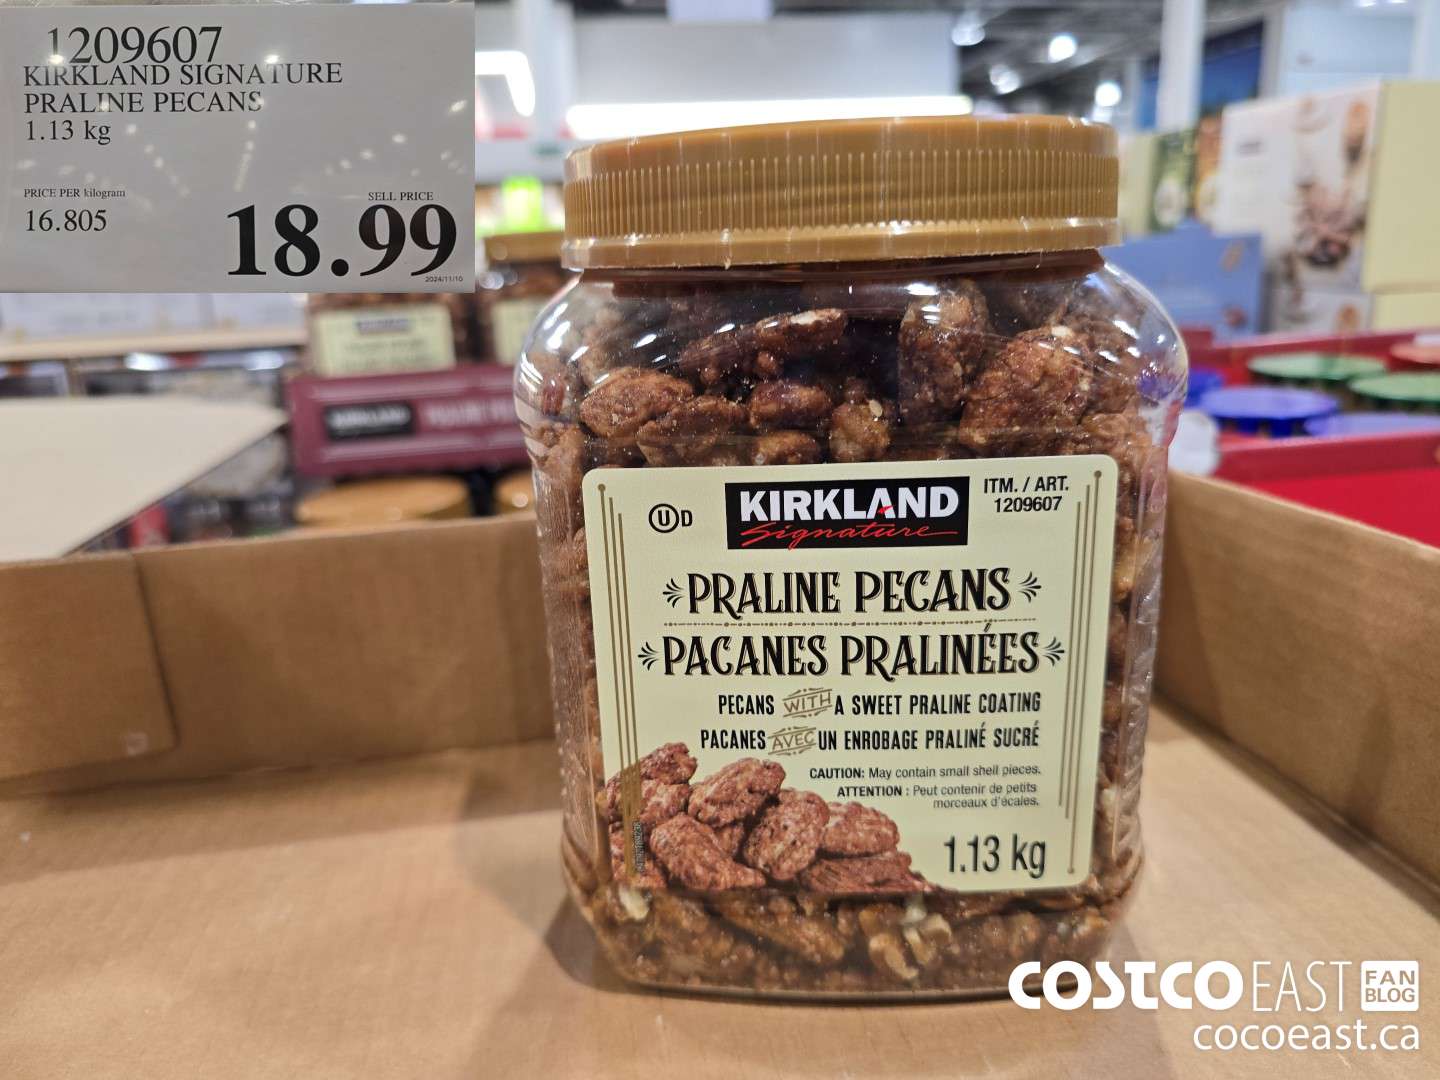 1209607
KIRKLAND SIGNATURE
PRALINE PECANS
1.13 kg
PRICE PER kilogram
16.805
SELL PRICE
18.99
2024/11/10
U D
KIRKLAND
Signature
ITM. / ART.
1209607
PRALINE PECANS
PACANES PRALINÉES
PECANS WITH A SWEET PRALINE COATING
PACANES AVEC UN ENROBAGE PRALINÉ SUCRÉ
CAUTION: May contain small shell pieces.
ATTENTION : Peut contenir de petits
morceaux d'écales.
1.13 kg
KIRKLAND
COSTCO EAST FAN
BLOG
cocoeast.ca